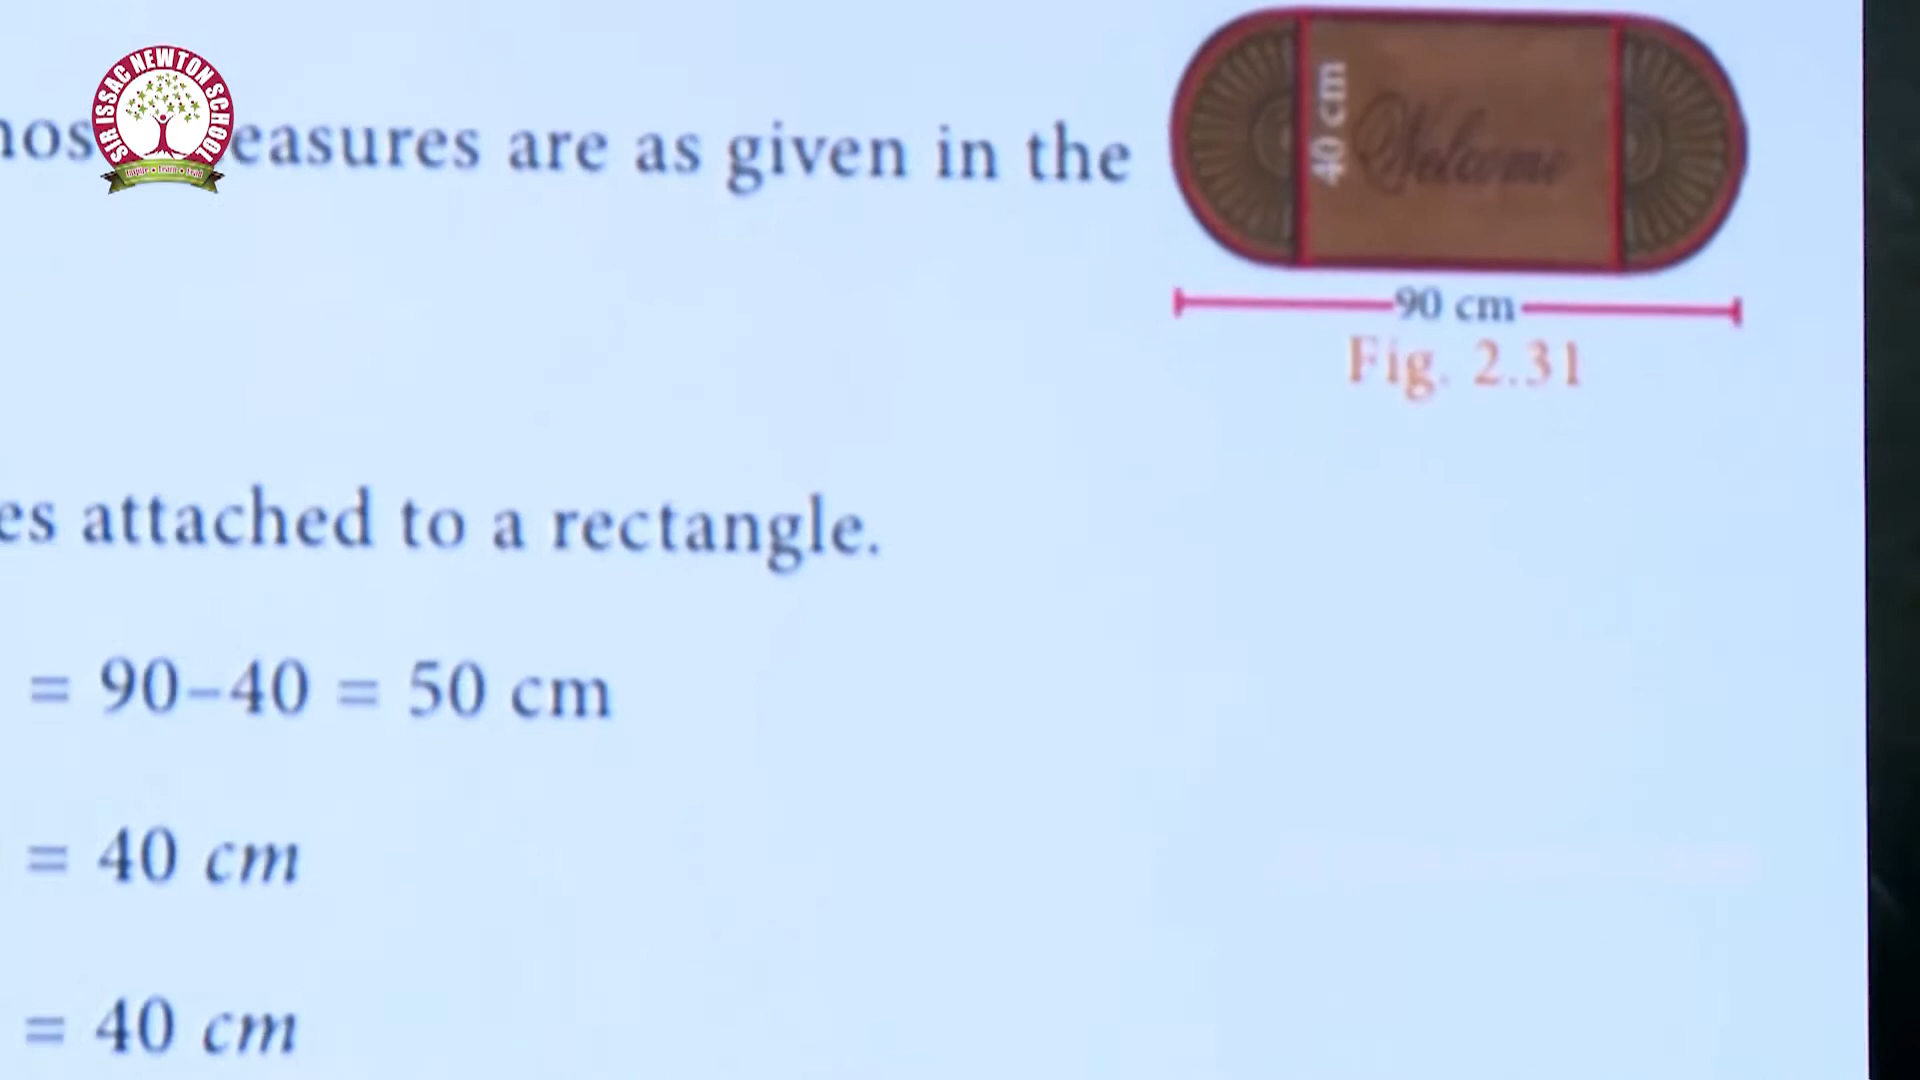 SIR ISSAC NEWTON SCHOOL
easures are as given in the
40 cm
Welcome
90 cm
Fig. 2.31
es attached to a rectangle.
= 90–40 = 50 cm
= 40 cm
= 40 cm